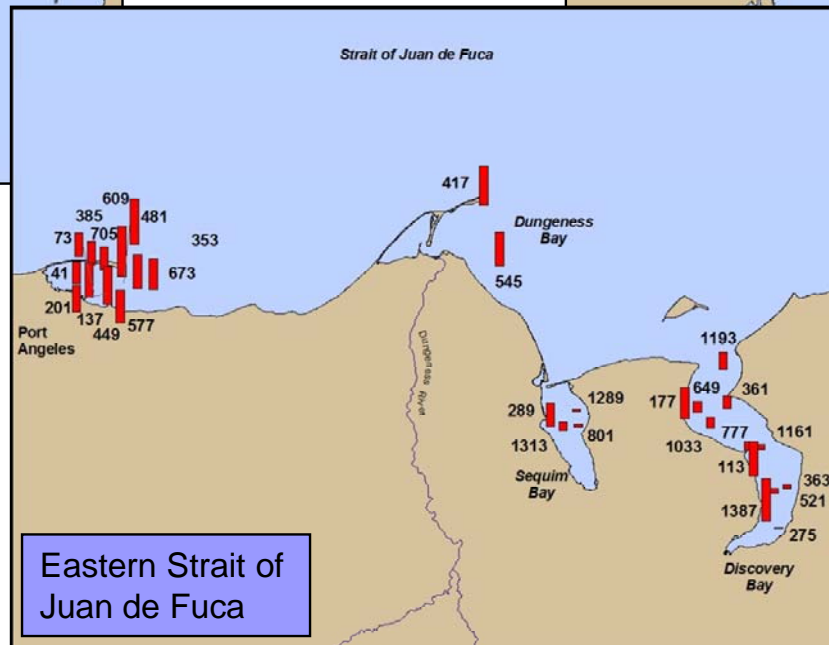 Strait of Juan de Fuca
609
417
385
481
73
705
353
Dungeness
Bay
41
673
545
201
137
577
Port
Angeles
449
Dungeness River
1193
649
361
177
289
1289
777
1161
1313
801
1033
113
Sequim
Bay
363
521
1387
275
Discovery
Bay
Eastern Strait of
Juan de Fuca